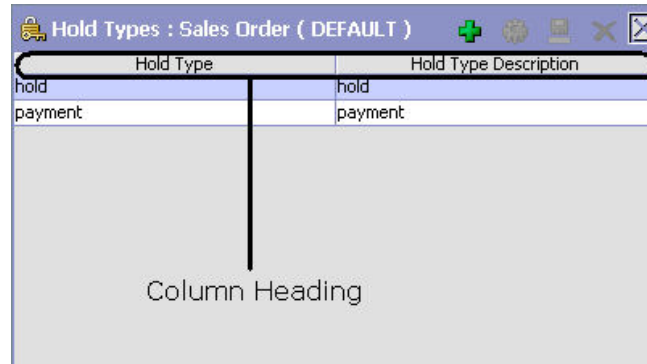 Hold Types : Sales Order ( DEFAULT )
Hold Type Hold Type Description
hold hold
payment payment
Column Heading